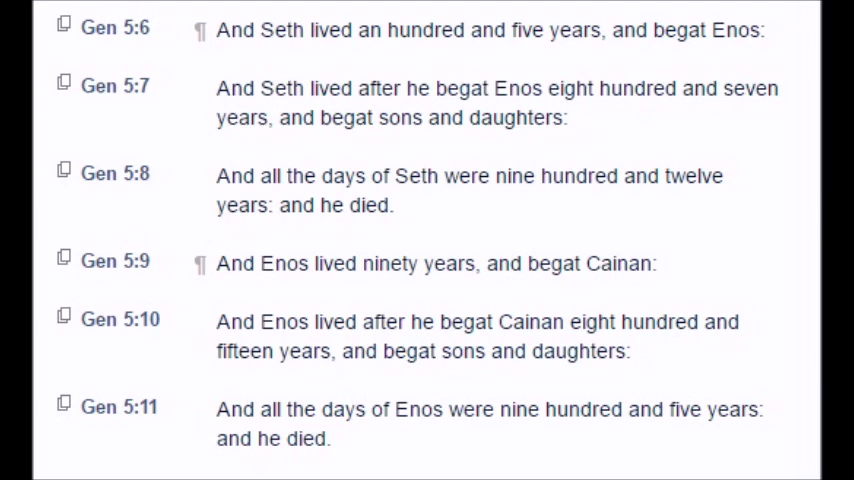 Gen 5:6 ¶ And Seth lived an hundred and five years, and begat Enos:
Gen 5:7 And Seth lived after he begat Enos eight hundred and seven
years, and begat sons and daughters:
Gen 5:8 And all the days of Seth were nine hundred and twelve
years: and he died.
Gen 5:9 ¶ And Enos lived ninety years, and begat Cainan:
Gen 5:10 And Enos lived after he begat Cainan eight hundred and
fifteen years, and begat sons and daughters:
Gen 5:11 And all the days of Enos were nine hundred and five years:
and he died.